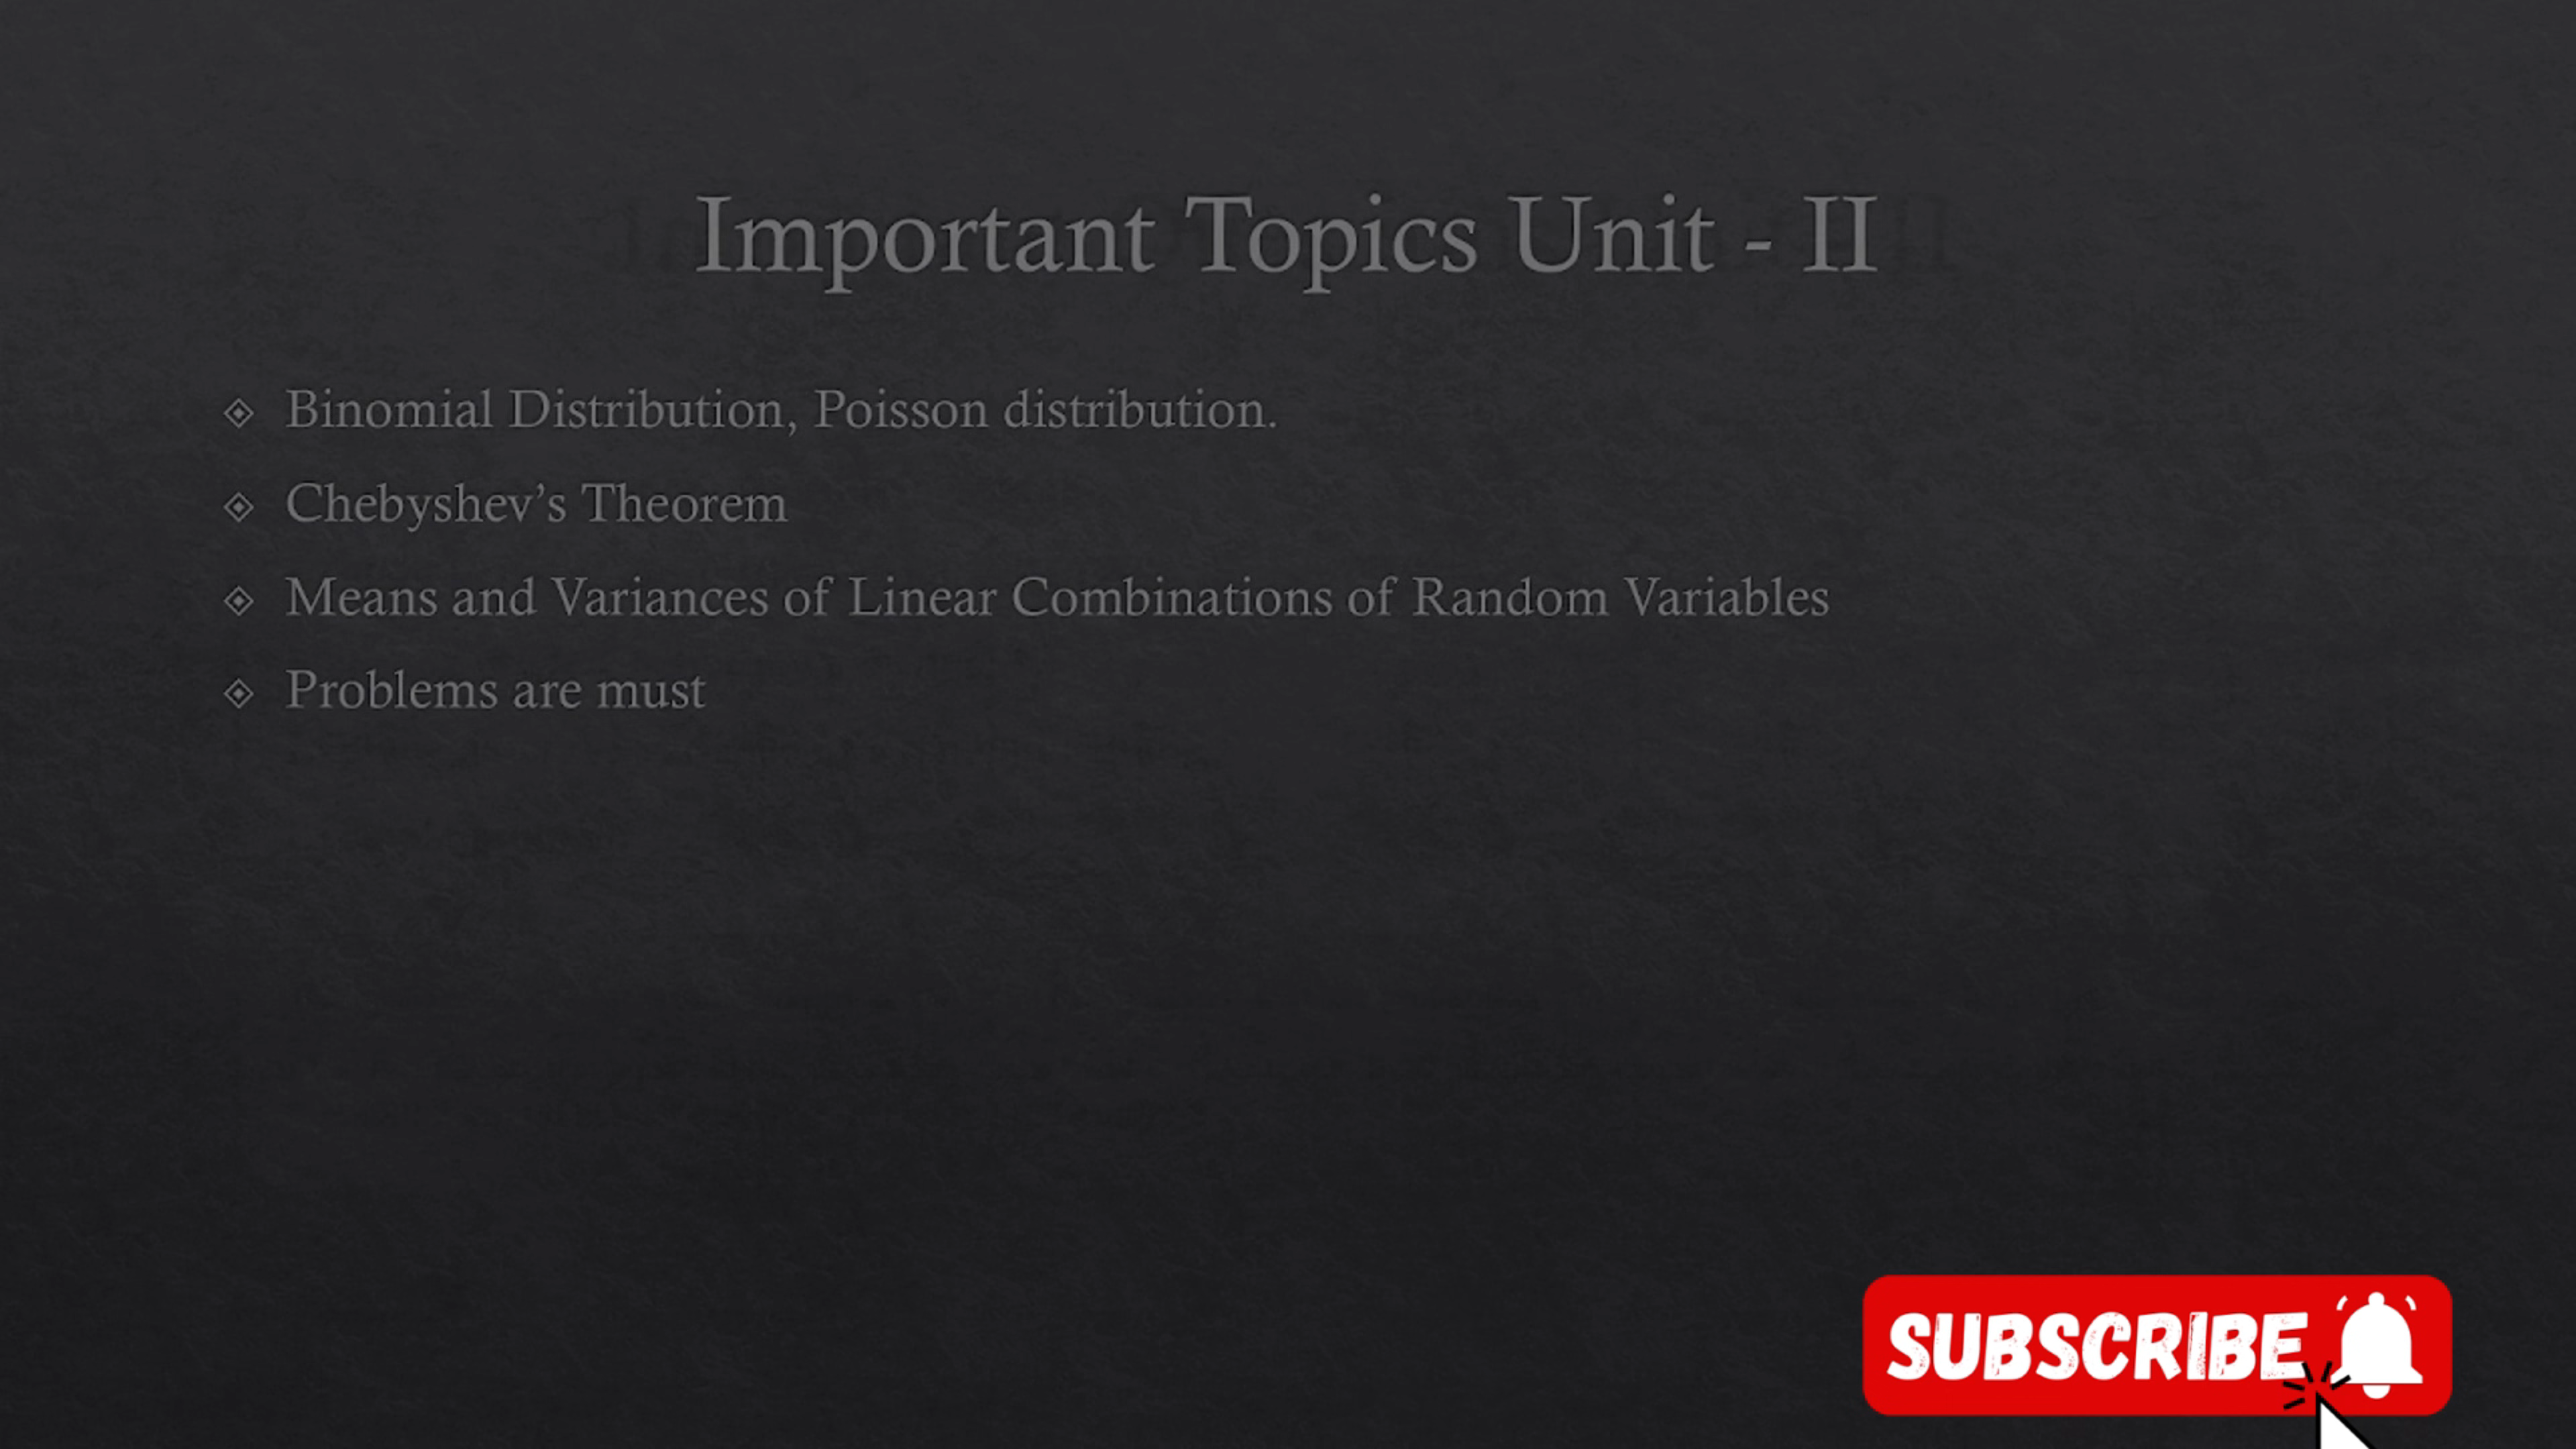 Important Topics Unit - II
Binomial Distribution, Poisson distribution.
Chebyshev’s Theorem
Means and Variances of Linear Combinations of Random Variables
Problems are must
SUBSCRIBE